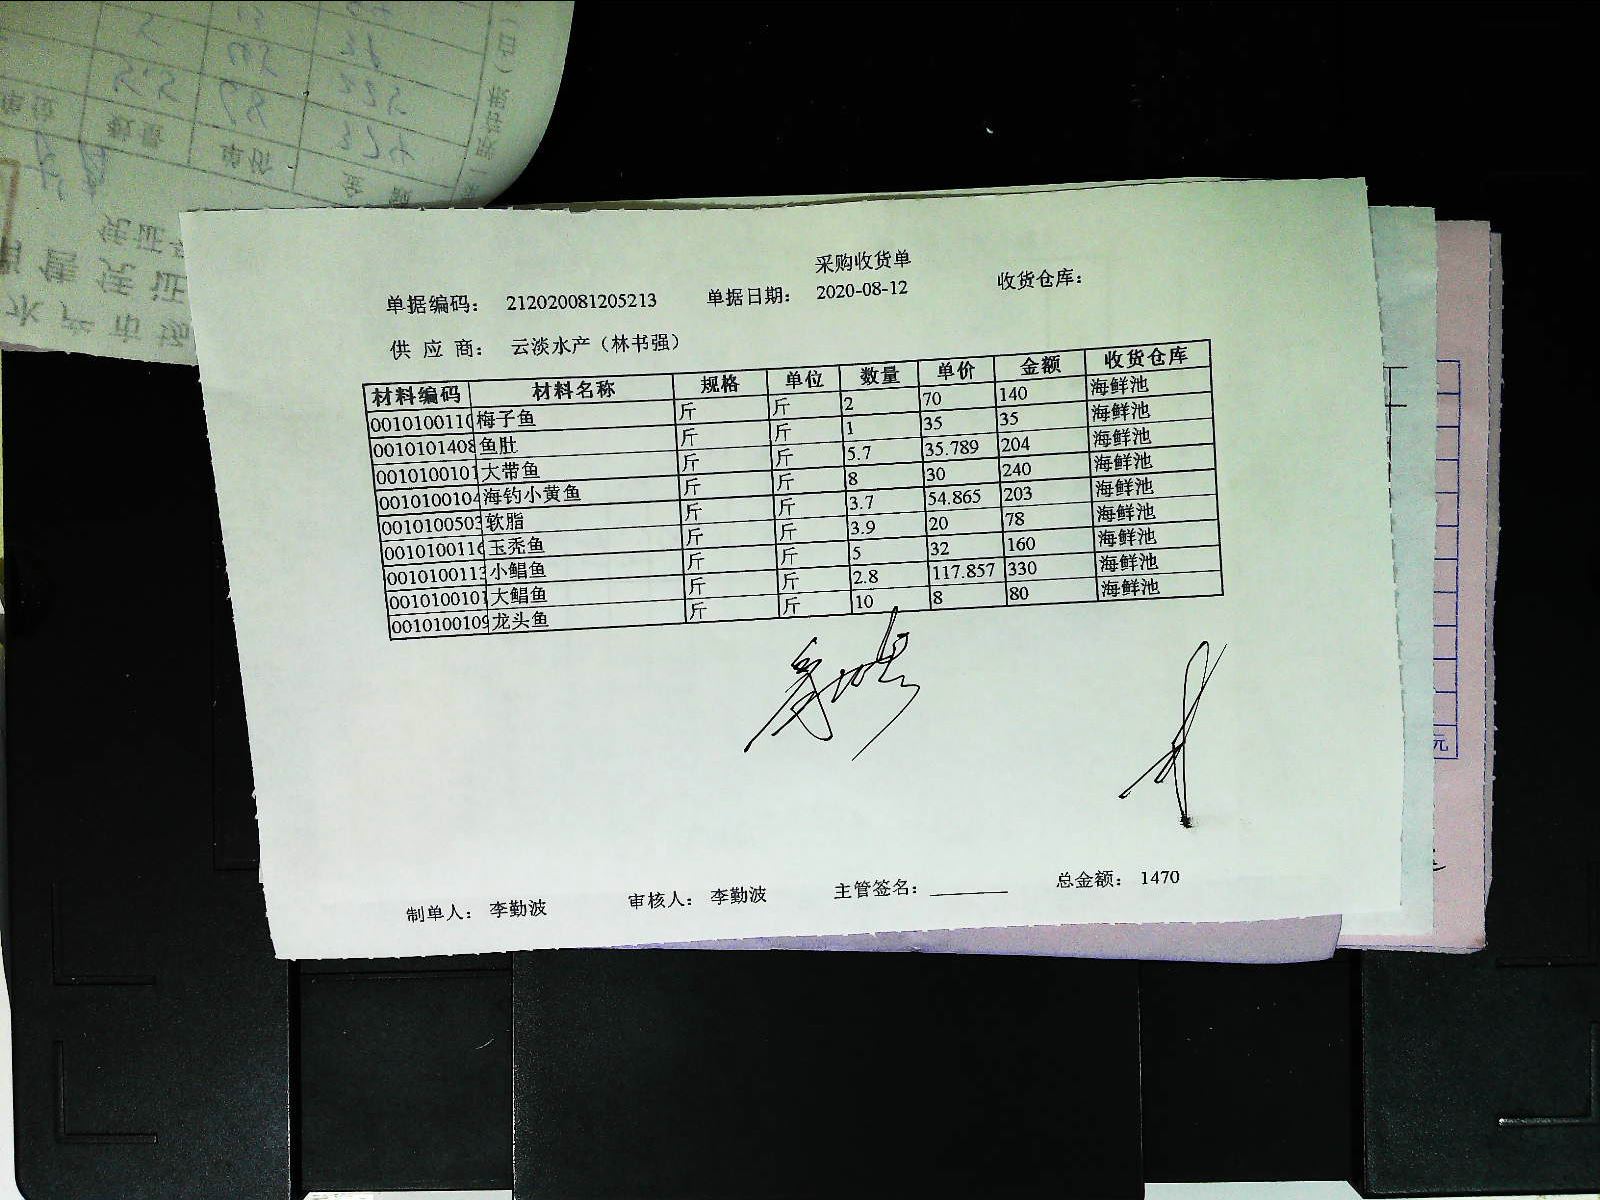 采购收货单
单据编码： 212020081205213 单据日期： 2020-08-12 收货仓库：
供 应 商： 云淡水产（林书强）
材料编码 材料名称 规格 单位 数量 单价 金额 收货仓库
001010011 梅子鱼 斤 斤 2 70 140 海鲜池
0010101408 鱼肚 斤 斤 1 35 35 海鲜池
001010010 大带鱼 斤 斤 5.7 35.789 204 海鲜池
001010010 海钓小黄鱼 斤 斤 8 30 240 海鲜池
0010100503 软脂 斤 斤 3.7 54.865 203 海鲜池
001010011 玉秃鱼 斤 斤 3.9 20 78 海鲜池
001010011 小鲳鱼 斤 斤 5 32 160 海鲜池
001010010 大鲳鱼 斤 斤 2.8 117.857 330 海鲜池
0010100109 龙头鱼 斤 斤 10 8 80 海鲜池
制单人： 李勤波 审核人： 李勤波 主管签名： 总金额： 1470
元